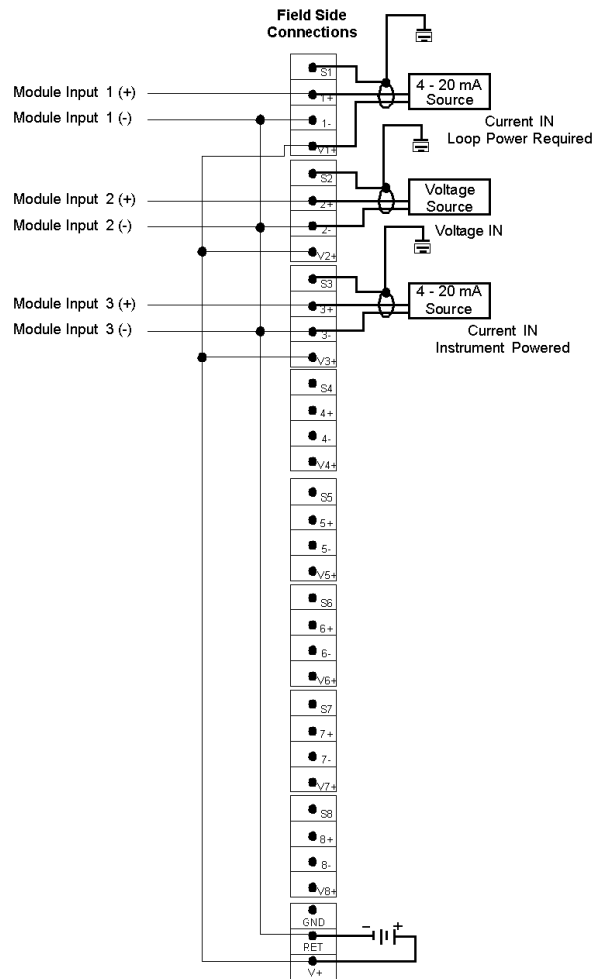 Field Side
Connections
S1
1+
1-
V1+
Module Input 1 (+)
Module Input 1 (-)
4 - 20 mA
Source
Current IN
Loop Power Required
S2
2+
2-
V2+
Module Input 2 (+)
Module Input 2 (-)
Voltage
Source
Voltage IN
S3
3+
3-
V3+
Module Input 3 (+)
Module Input 3 (-)
4 - 20 mA
Source
Current IN
Instrument Powered
S4
4+
4-
V4+
S5
5+
5-
V5+
S6
6+
6-
V6+
S7
7+
7-
V7+
S8
8+
8-
V8+
GND
RET
V+
- +